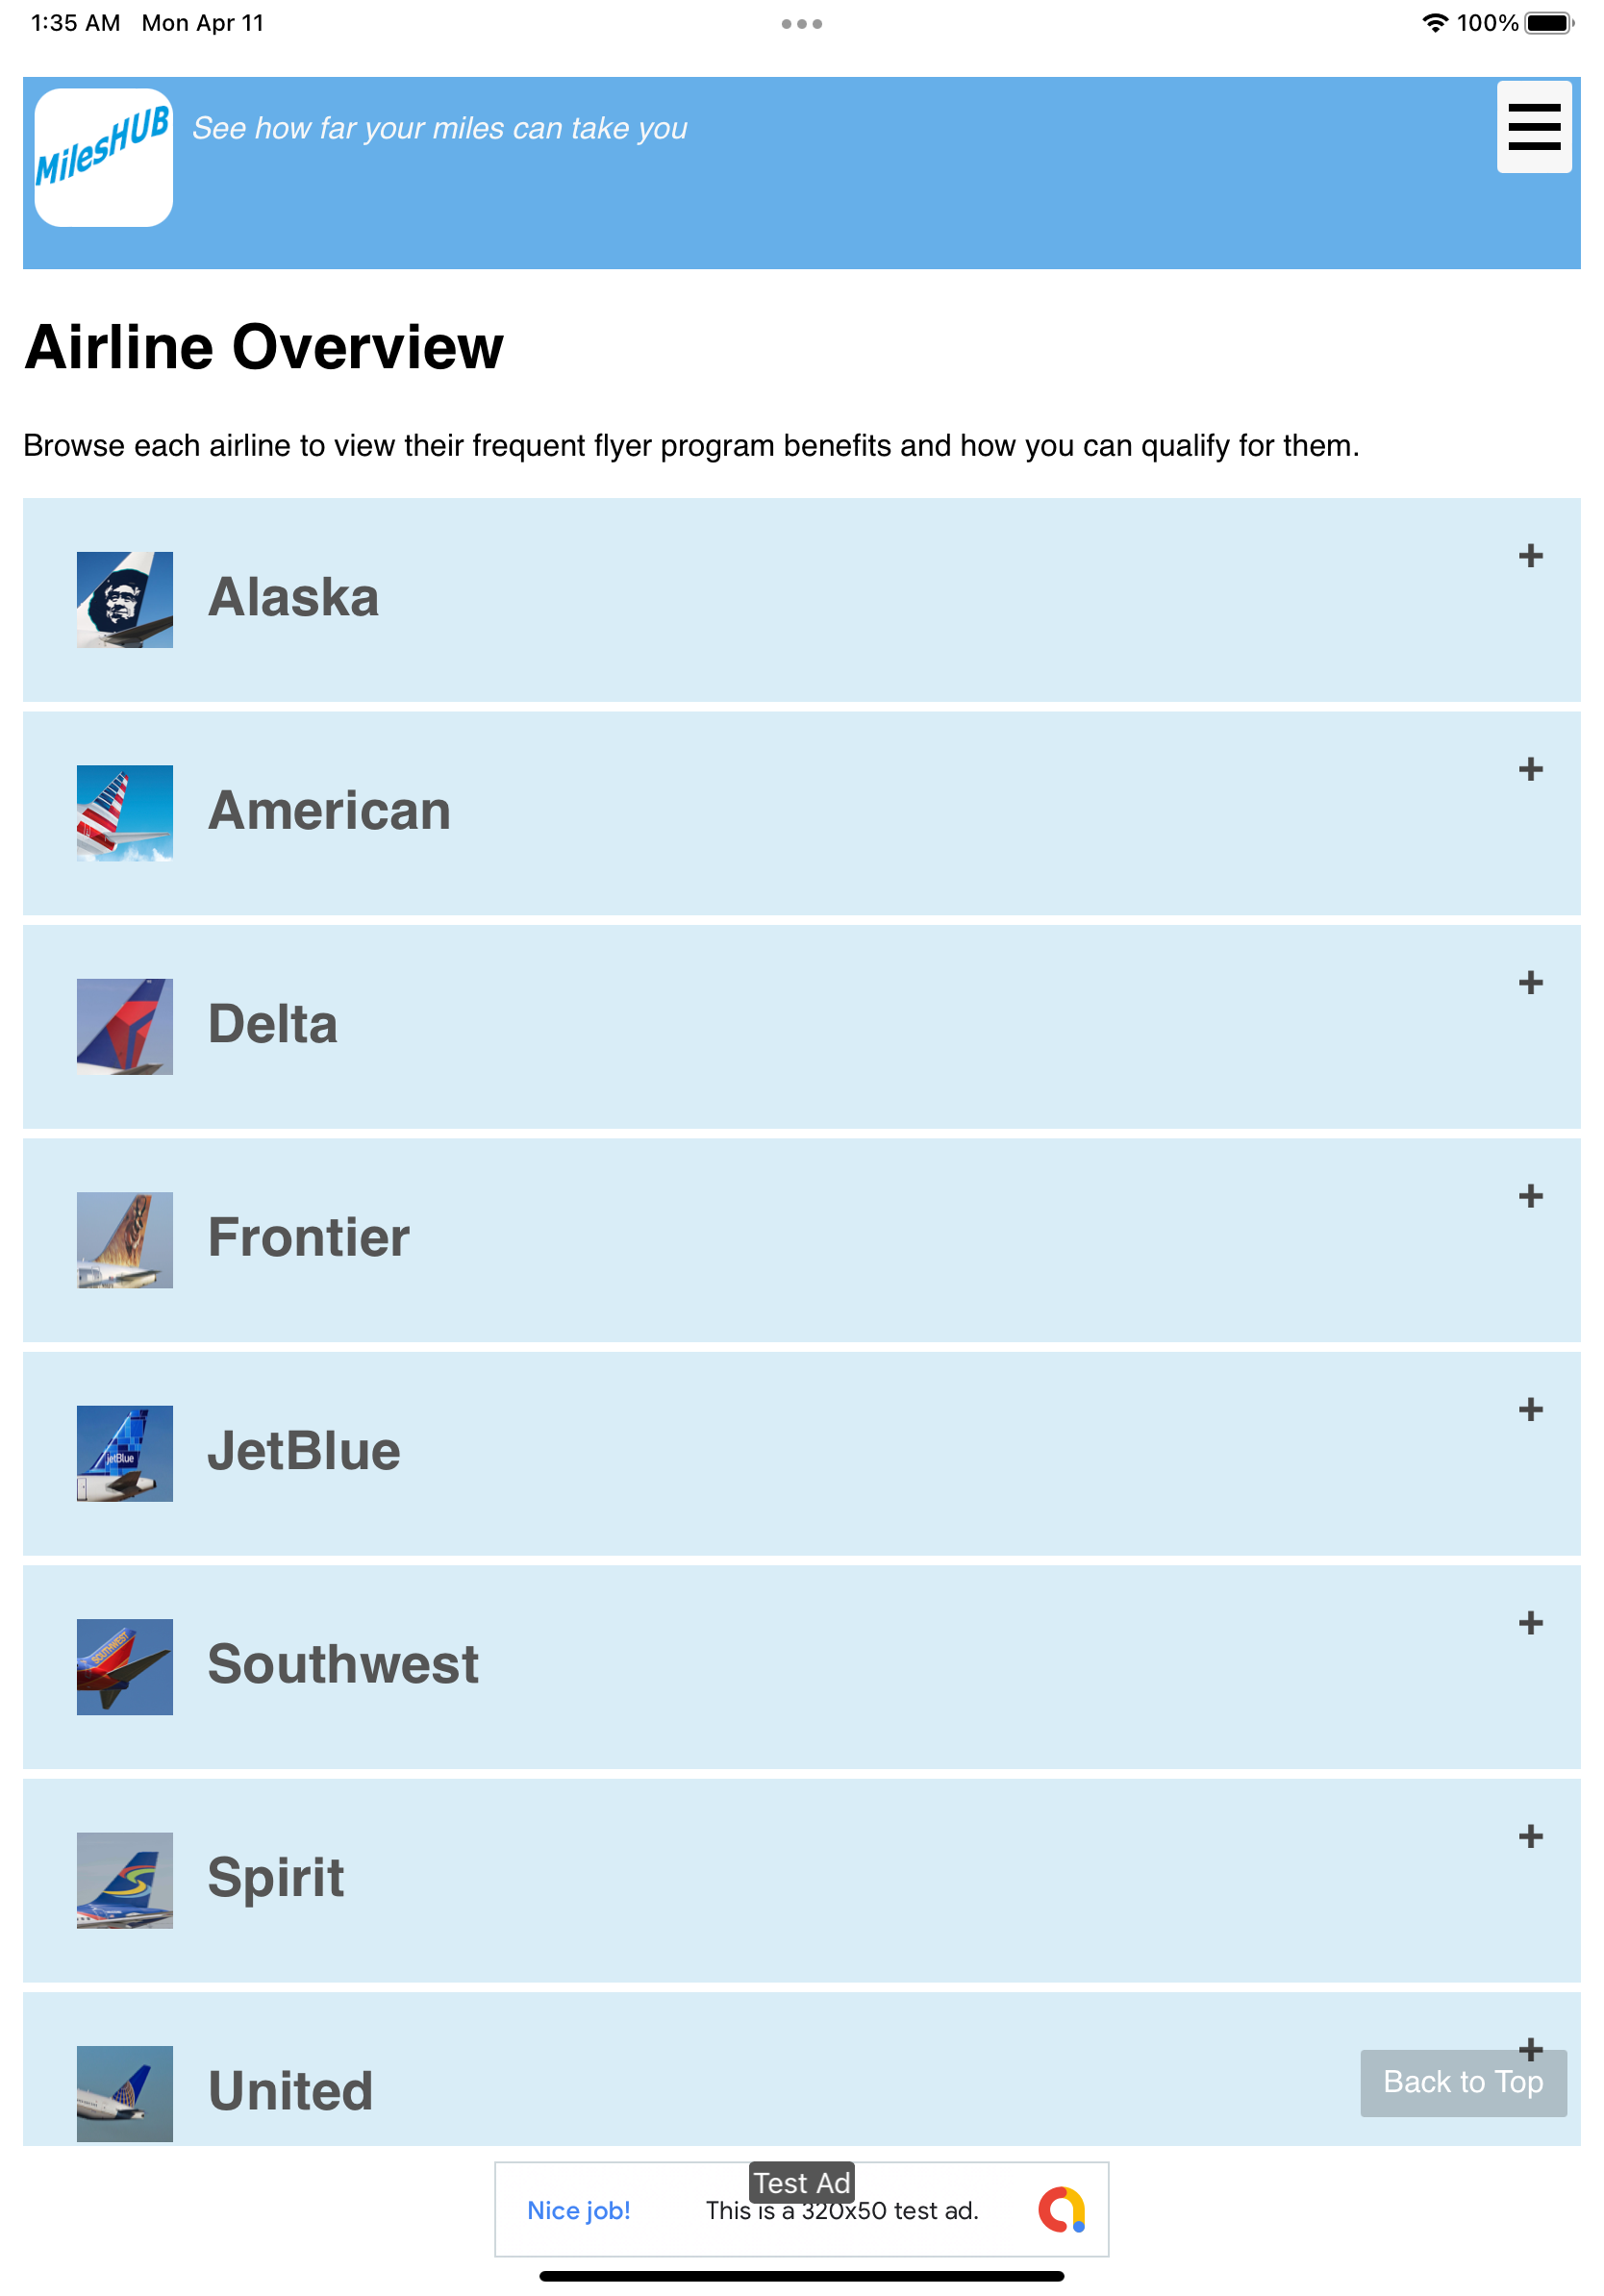 1:35 AM Mon Apr 11
100%
MilesHUB
See how far your miles can take you
Airline Overview
Browse each airline to view their frequent flyer program benefits and how you can qualify for them.
+
Alaska
+
American
+
Delta
+
Frontier
+
jetBlue
JetBlue
+
SOUTHWEST
Southwest
+
Spirit
+
United
Back to Top
Test Ad
Nice job!
This is a 320x50 test ad.